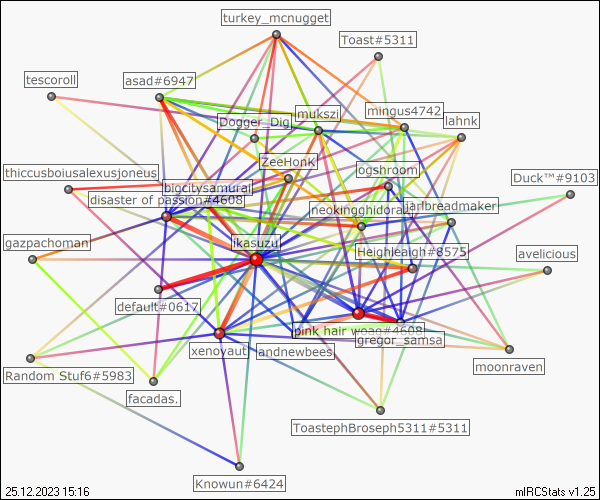 turkey_mcnugget
Toast#5311
tescoroll
asad#6947
mukszi
mingus4742
Dogger_Dig
lahnk
ZeeHonk
ogshroom
thiccusboiusalexusjoneus
Duck™#9103
bigcitysamurai
disaster of passion#4608
neokingghidorah
jarlbreadmaker
gazpachoman
ikasuzu
Heighleigh#8575
avelicious
default#0617
pink hair woag#4608
gregor_samsa
xenoyaut
andnewbees
moonraven
Random Stuf6#5983
facadas.
ToastephBroseph5311#5311
Knowun#6424
25.12.2023 15:16
mIRCStats v1.25